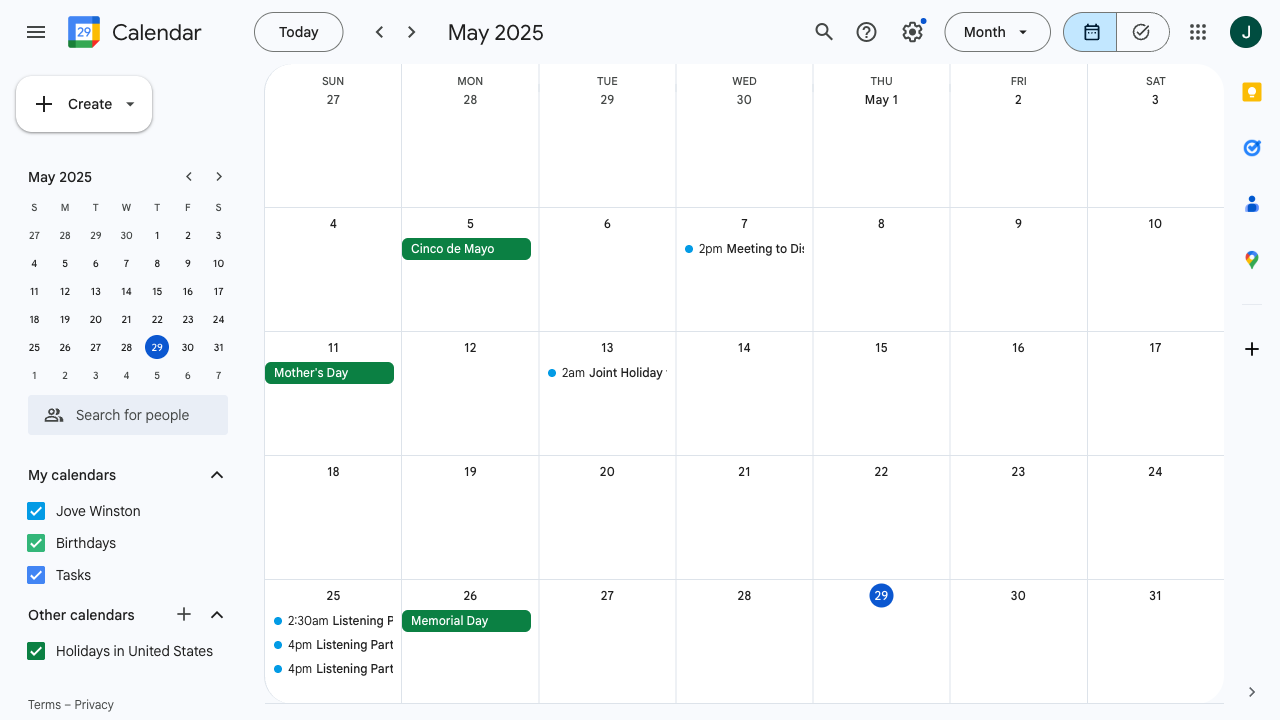 29 Calendar Today May 2025 Month J
Create
May 2025
S M T W T F S
27 28 29 30 1 2 3
4 5 6 7 8 9 10
11 12 13 14 15 16 17
18 19 20 21 22 23 24
25 26 27 28 29 30 31
1 2 3 4 5 6 7
Search for people
My calendars
Jove Winston
Birthdays
Tasks
Other calendars
Holidays in United States
Terms – Privacy
SUN MON TUE WED THU FRI SAT
27 28 29 30 May 1 2 3
4 5 6 7 8 9 10
Cinco de Mayo 2pm Meeting to Dis
11 12 13 14 15 16 17
Mother's Day 2am Joint Holiday
18 19 20 21 22 23 24
25 26 27 28 29 30 31
2:30am Listening P Memorial Day
4pm Listening Part
4pm Listening Part